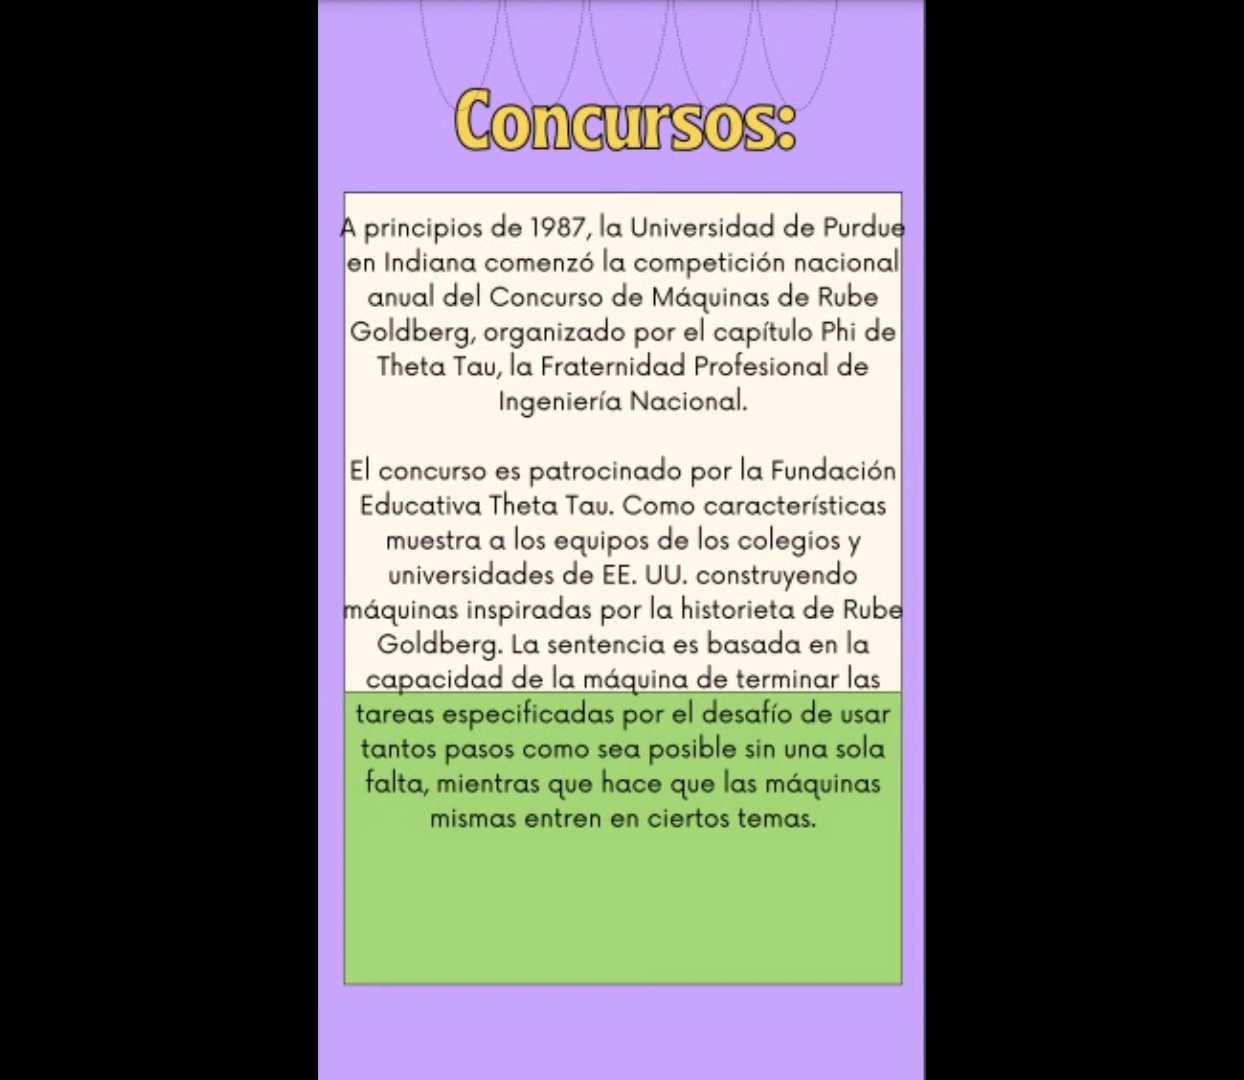 Concursos:
A principios de 1987, la Universidad de Purdue
en Indiana comenzó la competición nacional
anual del Concurso de Máquinas de Rube
Goldberg, organizado por el capítulo Phi de
Theta Tau, la Fraternidad Profesional de
Ingeniería Nacional.
El concurso es patrocinado por la Fundación
Educativa Theta Tau. Como características
muestra a los equipos de los colegios y
universidades de EE. UU. construyendo
máquinas inspiradas por la historieta de Rube
Goldberg. La sentencia es basada en la
capacidad de la máquina de terminar las
tareas especificadas por el desafío de usar
tantos pasos como sea posible sin una sola
falta, mientras que hace que las máquinas
mismas entren en ciertos temas.